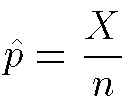 p̂ = X/n